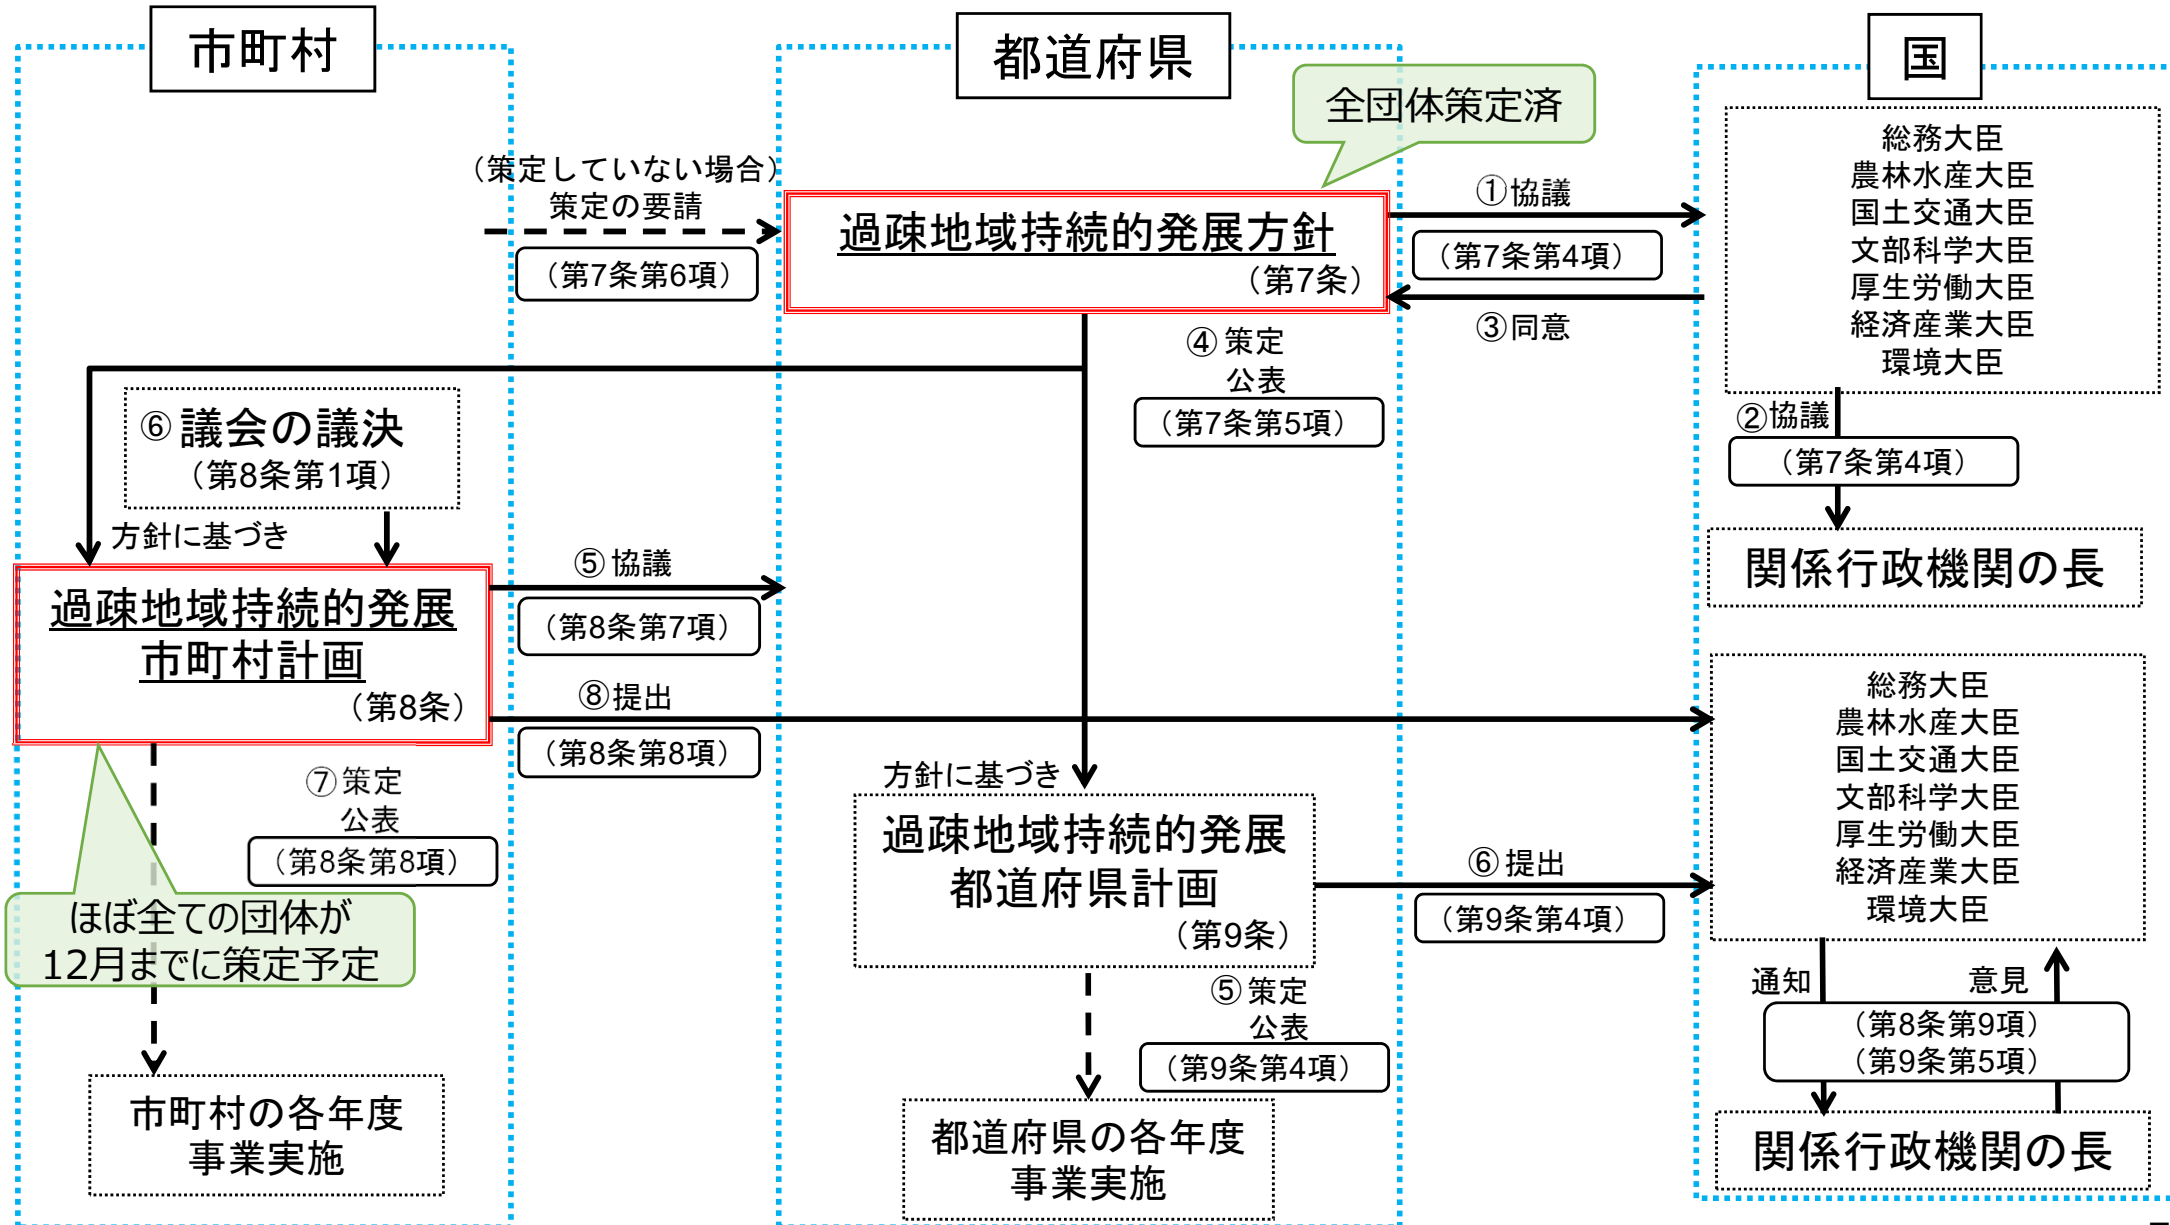 市町村
都道府県
国
全団体策定済
(策定していない場合)
策定の要請
(第7条第6項)
過疎地域持続的発展方針
(第7条)
①協議
(第7条第4項)
③同意
総務大臣
農林水産大臣
国土交通大臣
文部科学大臣
厚生労働大臣
経済産業大臣
環境大臣
②協議
(第7条第4項)
関係行政機関の長
④策定
公表
(第7条第5項)
⑥議会の議決
(第8条第1項)
方針に基づき
過疎地域持続的発展
市町村計画
(第8条)
⑤協議
(第8条第7項)
⑧提出
(第8条第8項)
⑦策定
公表
(第8条第8項)
ほぼ全ての団体が
12月までに策定予定
市町村の各年度
事業実施
方針に基づき
過疎地域持続的発展
都道府県計画
(第9条)
⑥提出
(第9条第4項)
⑤策定
公表
(第9条第4項)
都道府県の各年度
事業実施
総務大臣
農林水産大臣
国土交通大臣
文部科学大臣
厚生労働大臣
経済産業大臣
環境大臣
通知
意見
(第8条第9項)
(第9条第5項)
関係行政機関の長